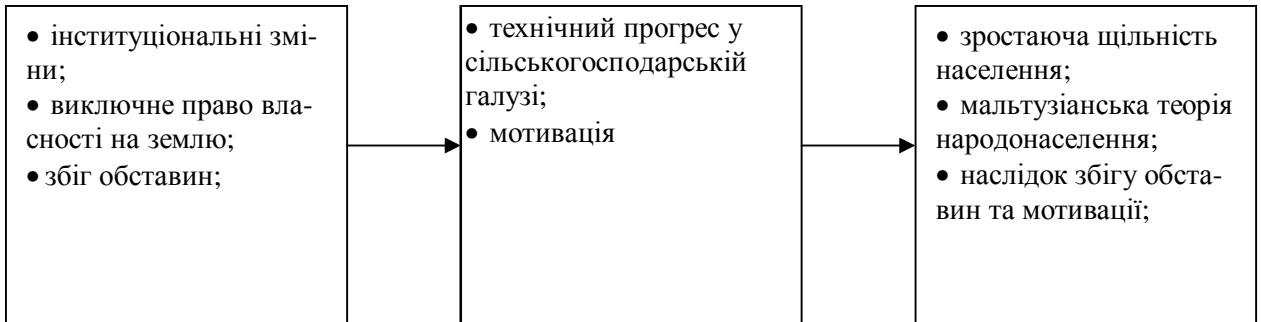 • інституціональні змі-
ни;
• виключне право вла-
сності на землю;
• збіг обставин;
• технічний прогрес у
сільськогосподарській
галузі;
• мотивація
• зростаюча щільність
населення;
• мальтузіанська теорія
народонаселення;
• наслідок збігу обста-
вин та мотивації;